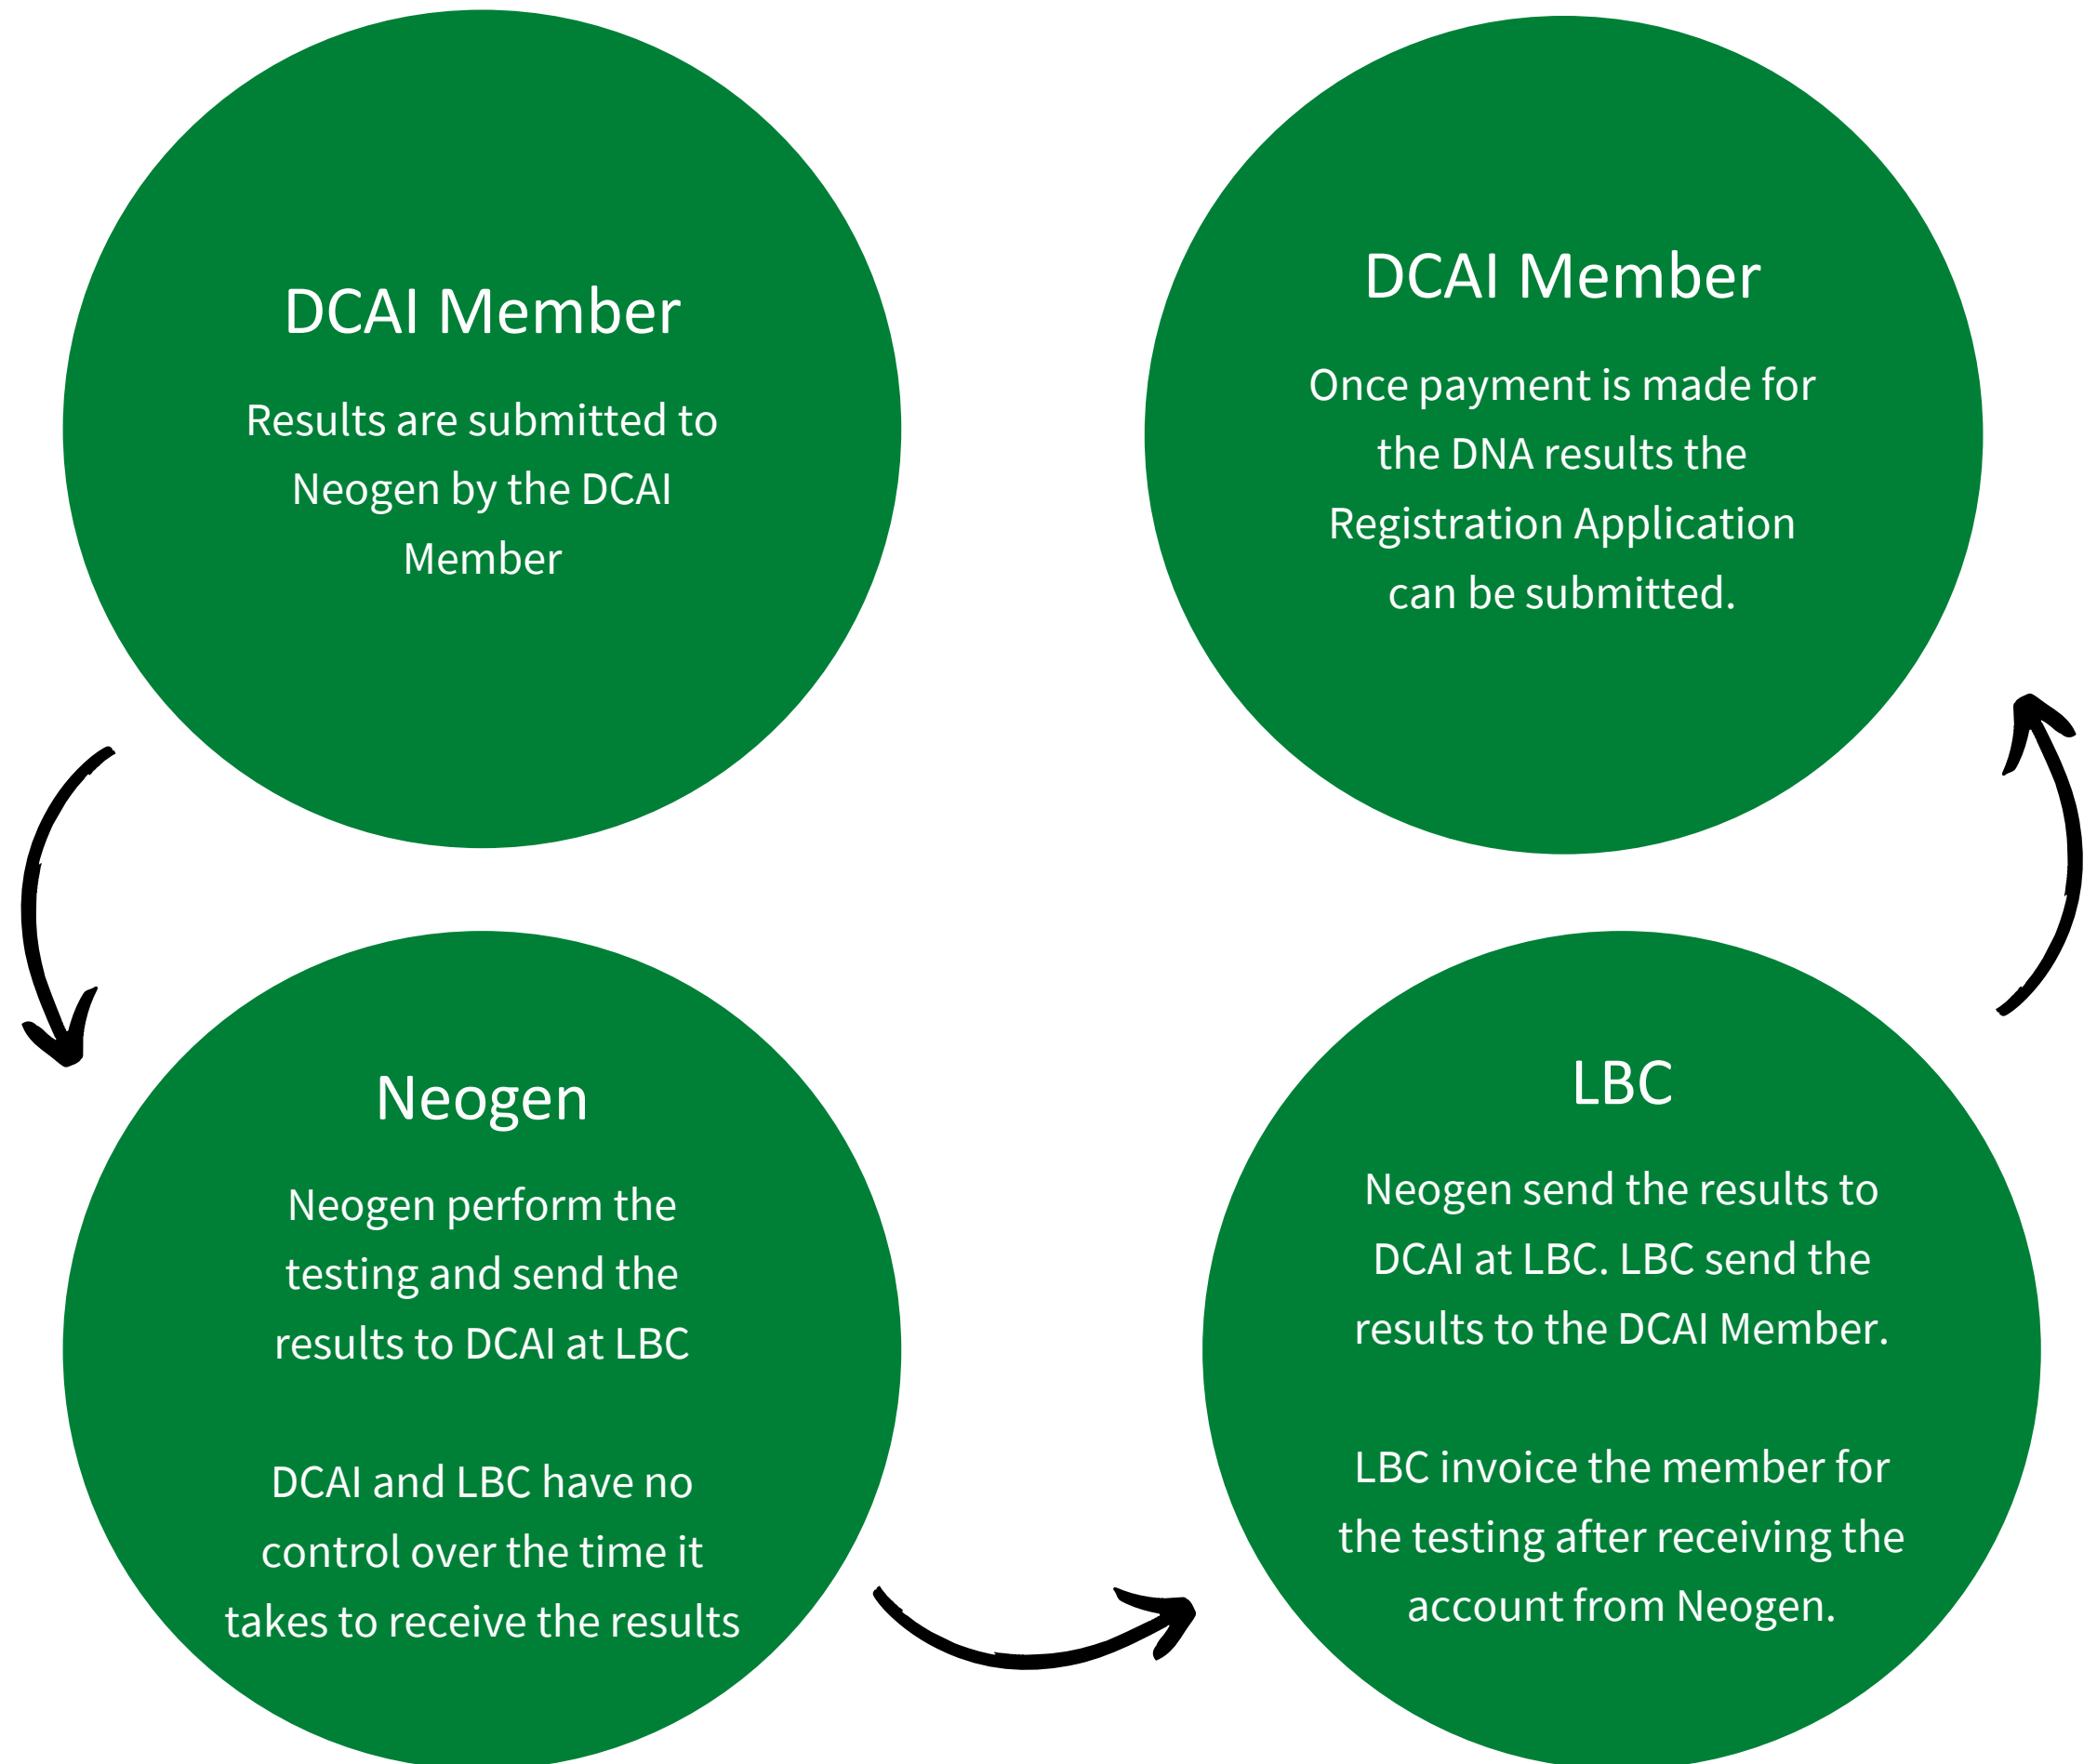 DCAI Member
Results are submitted to
Neogen by the DCAI
Member
Neogen
Neogen perform the
testing and send the
results to DCAI at LBC
DCAI and LBC have no
control over the time it
takes to receive the results
LBC
Neogen send the results to
DCAI at LBC. LBC send the
results to the DCAI Member.
LBC invoice the member for
the testing after receiving the
account from Neogen.
DCAI Member
Once payment is made for
the DNA results the
Registration Application
can be submitted.